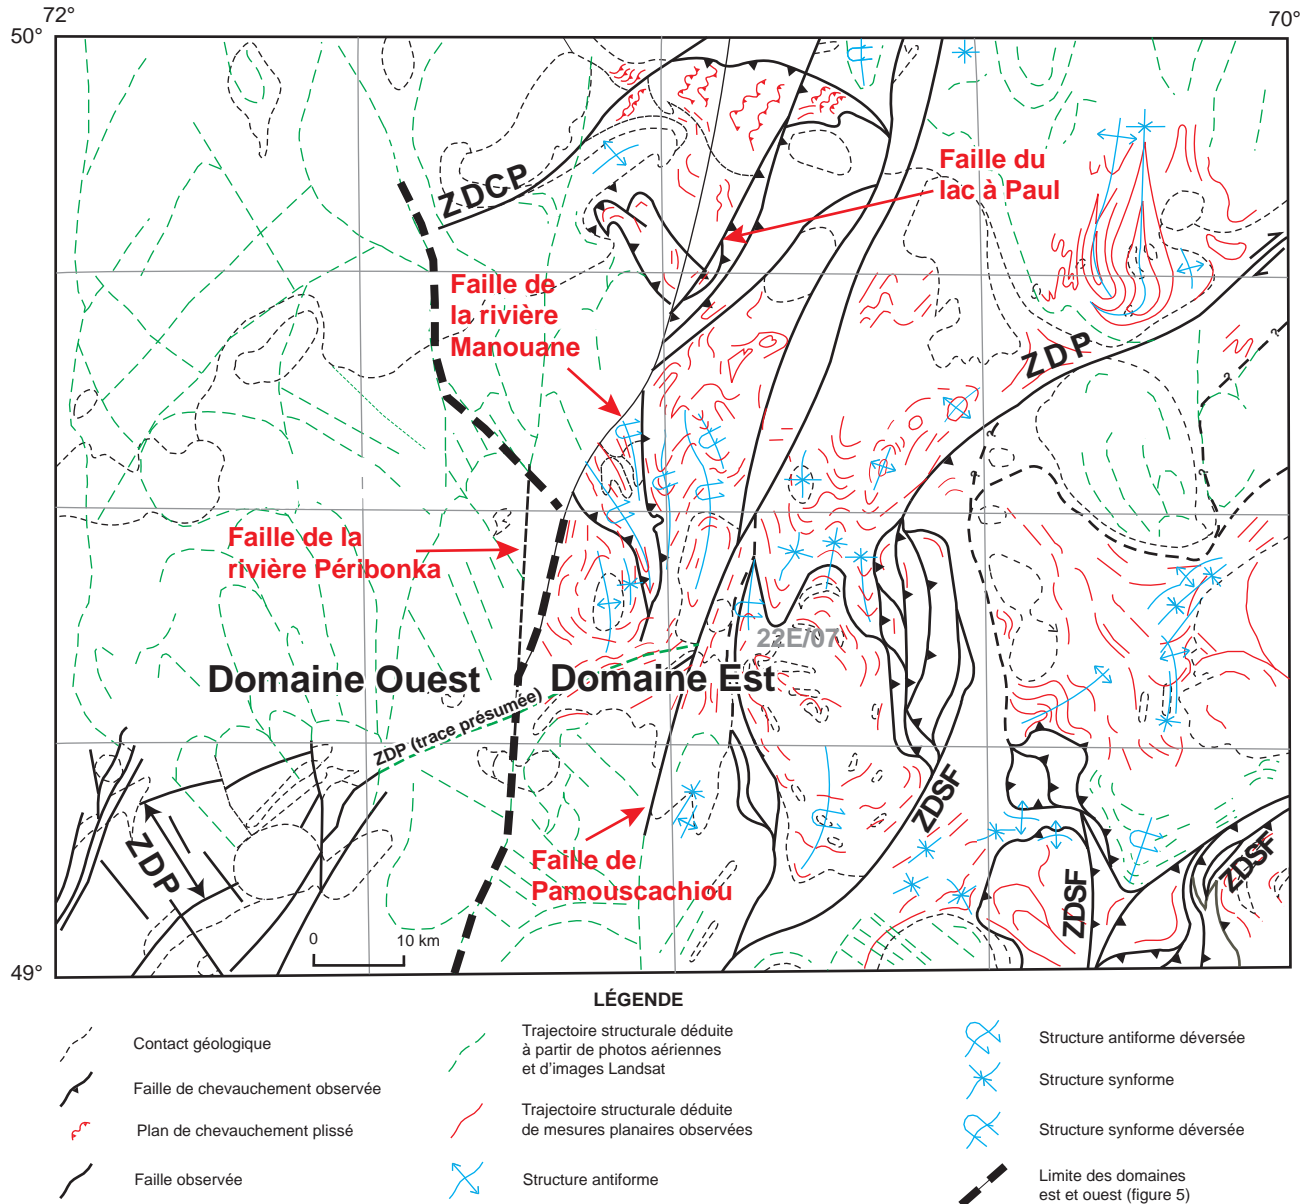 72°
70°
50°
ZDCP
Faille du
lac à Paul
Faille de
la rivière
Manouane
ZDP
Faille de la
rivière Péribonka
22E/07
Domaine Ouest
Domaine Est
ZDP (trace présumée)
ZDP
ZDSF
Faille de
Pamouscachiou
ZDSF
ZDSF
0
10 km
49°
LÉGENDE
Contact géologique
Faille de chevauchement observée
Plan de chevauchement plissé
Faille observée
Trajectoire structurale déduite
à partir de photos aériennes
et d'images Landsat
Trajectoire structurale déduite
de mesures planaires observées
Structure antiforme
Structure antiforme déversée
Structure synforme
Structure synforme déversée
Limite des domaines
est et ouest (figure 5)